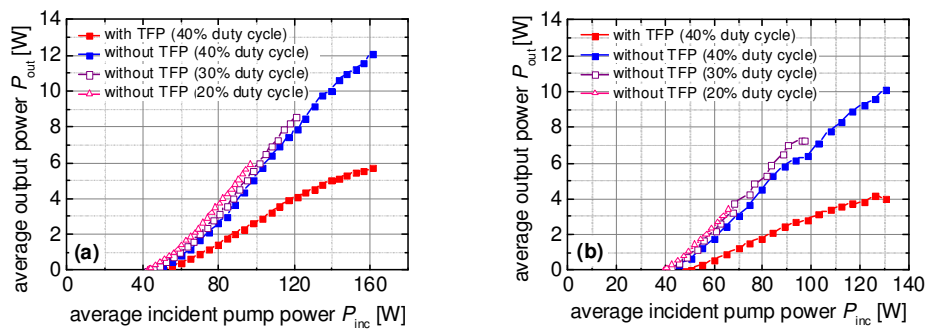 14
12
10
8
6
4
2
0
average output power P_out [W]
with TFP (40% duty cycle)
without TFP (40% duty cycle)
without TFP (30% duty cycle)
without TFP (20% duty cycle)
(a)
0 40 80 120 160
average incident pump power P_inc [W]
14
12
10
8
6
4
2
0
average output power P_out [W]
with TFP (40% duty cycle)
without TFP (40% duty cycle)
without TFP (30% duty cycle)
without TFP (20% duty cycle)
(b)
0 20 40 60 80 100 120 140
average incident pump power P_inc [W]